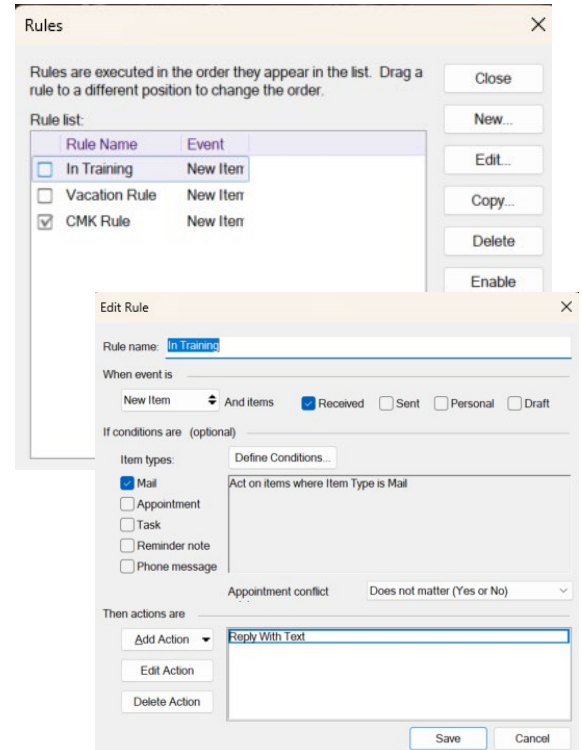 Rules
Rules are executed in the order they appear in the list. Drag a
rule to a different position to change the order.
Close
Rule list:
New...
Rule Name Event
In Training New Item
Edit...
Vacation Rule New Item
Copy...
CMK Rule New Item
Delete
Enable
Edit Rule
Rule name: In Training
When event is
New Item And items Received Sent Personal Draft
If conditions are (optional)
Item types: Define Conditions...
Mail Act on items where Item Type is Mail
Appointment
Task
Reminder note
Phone message
Appointment conflict Does not matter (Yes or No)
Then actions are
Add Action Reply With Text
Edit Action
Delete Action
Save Cancel